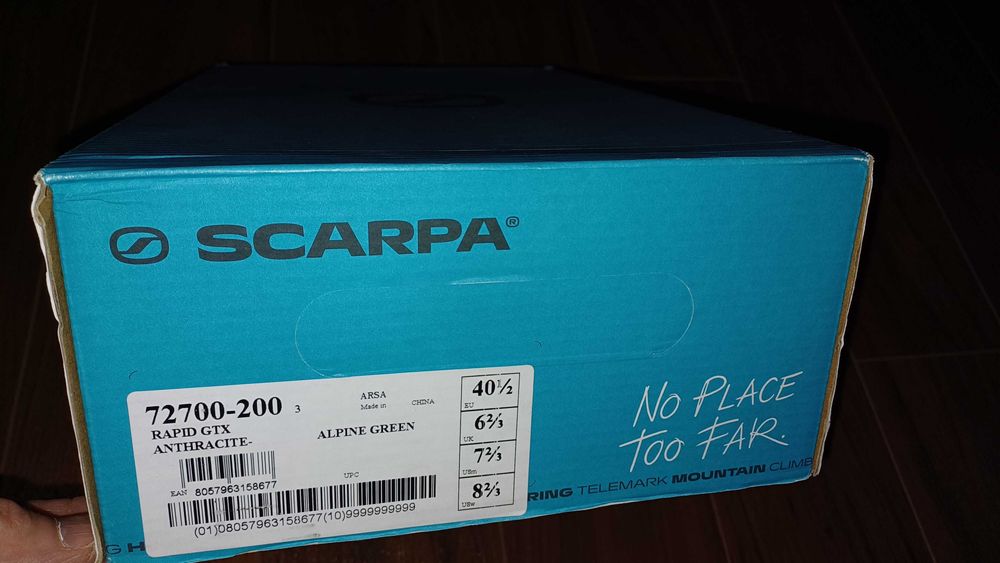 SCARPA®
72700-200 3
RAPID GTX
ANTHRACITE- ALPINE GREEN
ARSA
Made in CHINA
EAN 8057963158677
UPC
(01)08057963158677(10)9999999999
40½
EU
6⅔
UK
7⅔
USm
8⅔
USw
NO PLACE
TOO FAR.
RING TELEMARK MOUNTAIN CLIMB
G H